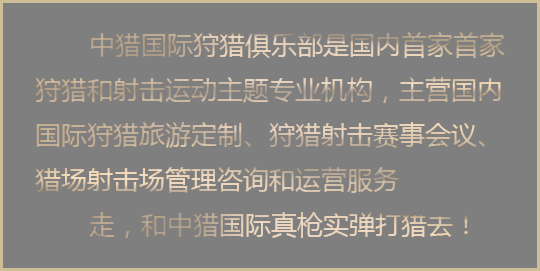 中猎国际狩猎俱乐部是国内首家首家
狩猎和射击运动主题专业机构，主营国内
国际狩猎旅游定制、狩猎射击赛事会议、
猎场射击场管理咨询和运营服务
走，和中猎国际真枪实弹打猎去！